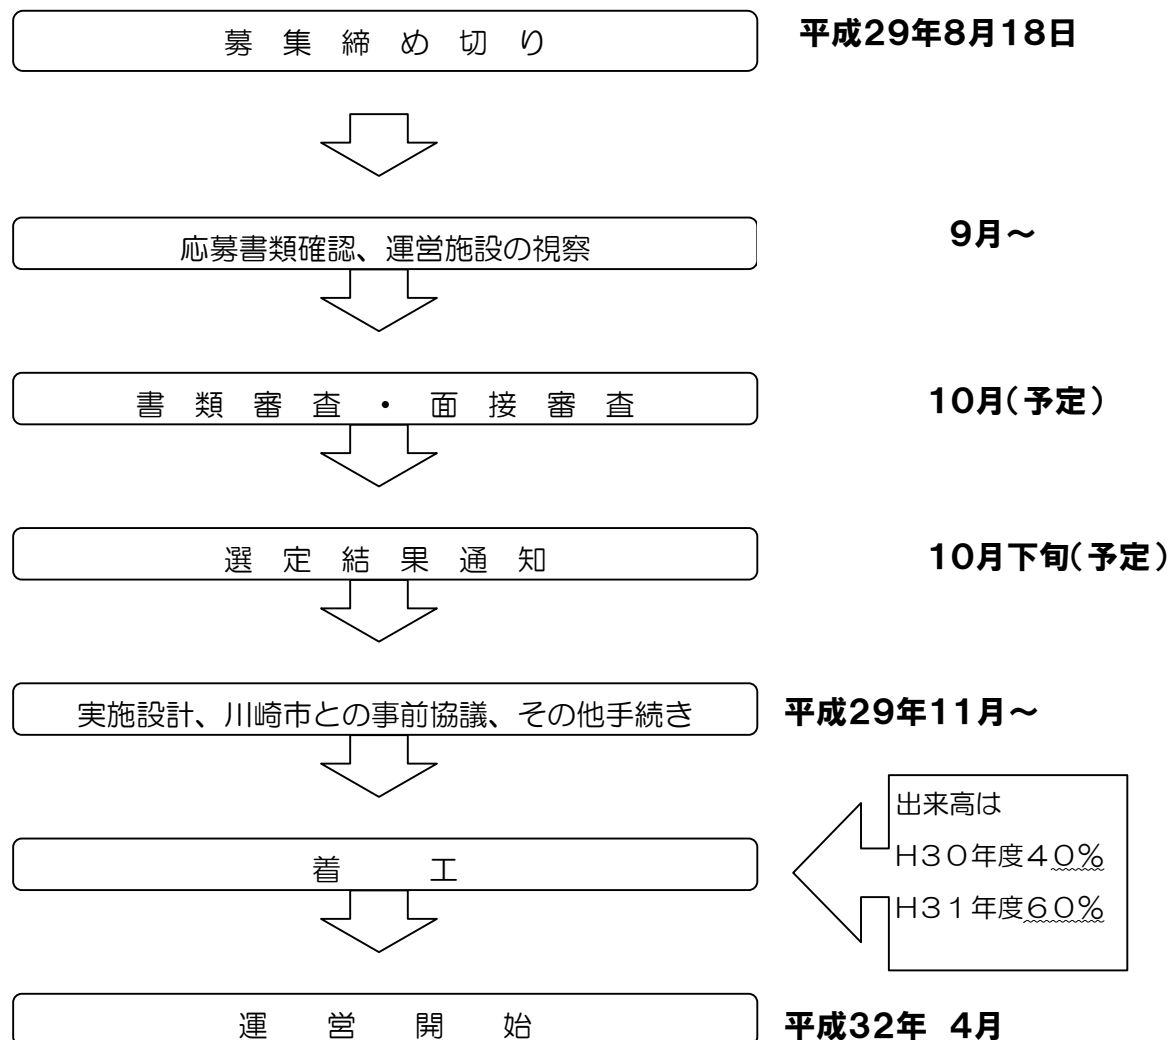 募集締め切り
平成29年8月18日
応募書類確認、運営施設の視察
9月～
書類審査・面接審査
10月(予定)
選定結果通知
10月下旬(予定)
実施設計、川崎市との事前協議、その他手続き
平成29年11月～
着工
出来高は
H30年度40%
H31年度60%
運営開始
平成32年 4月